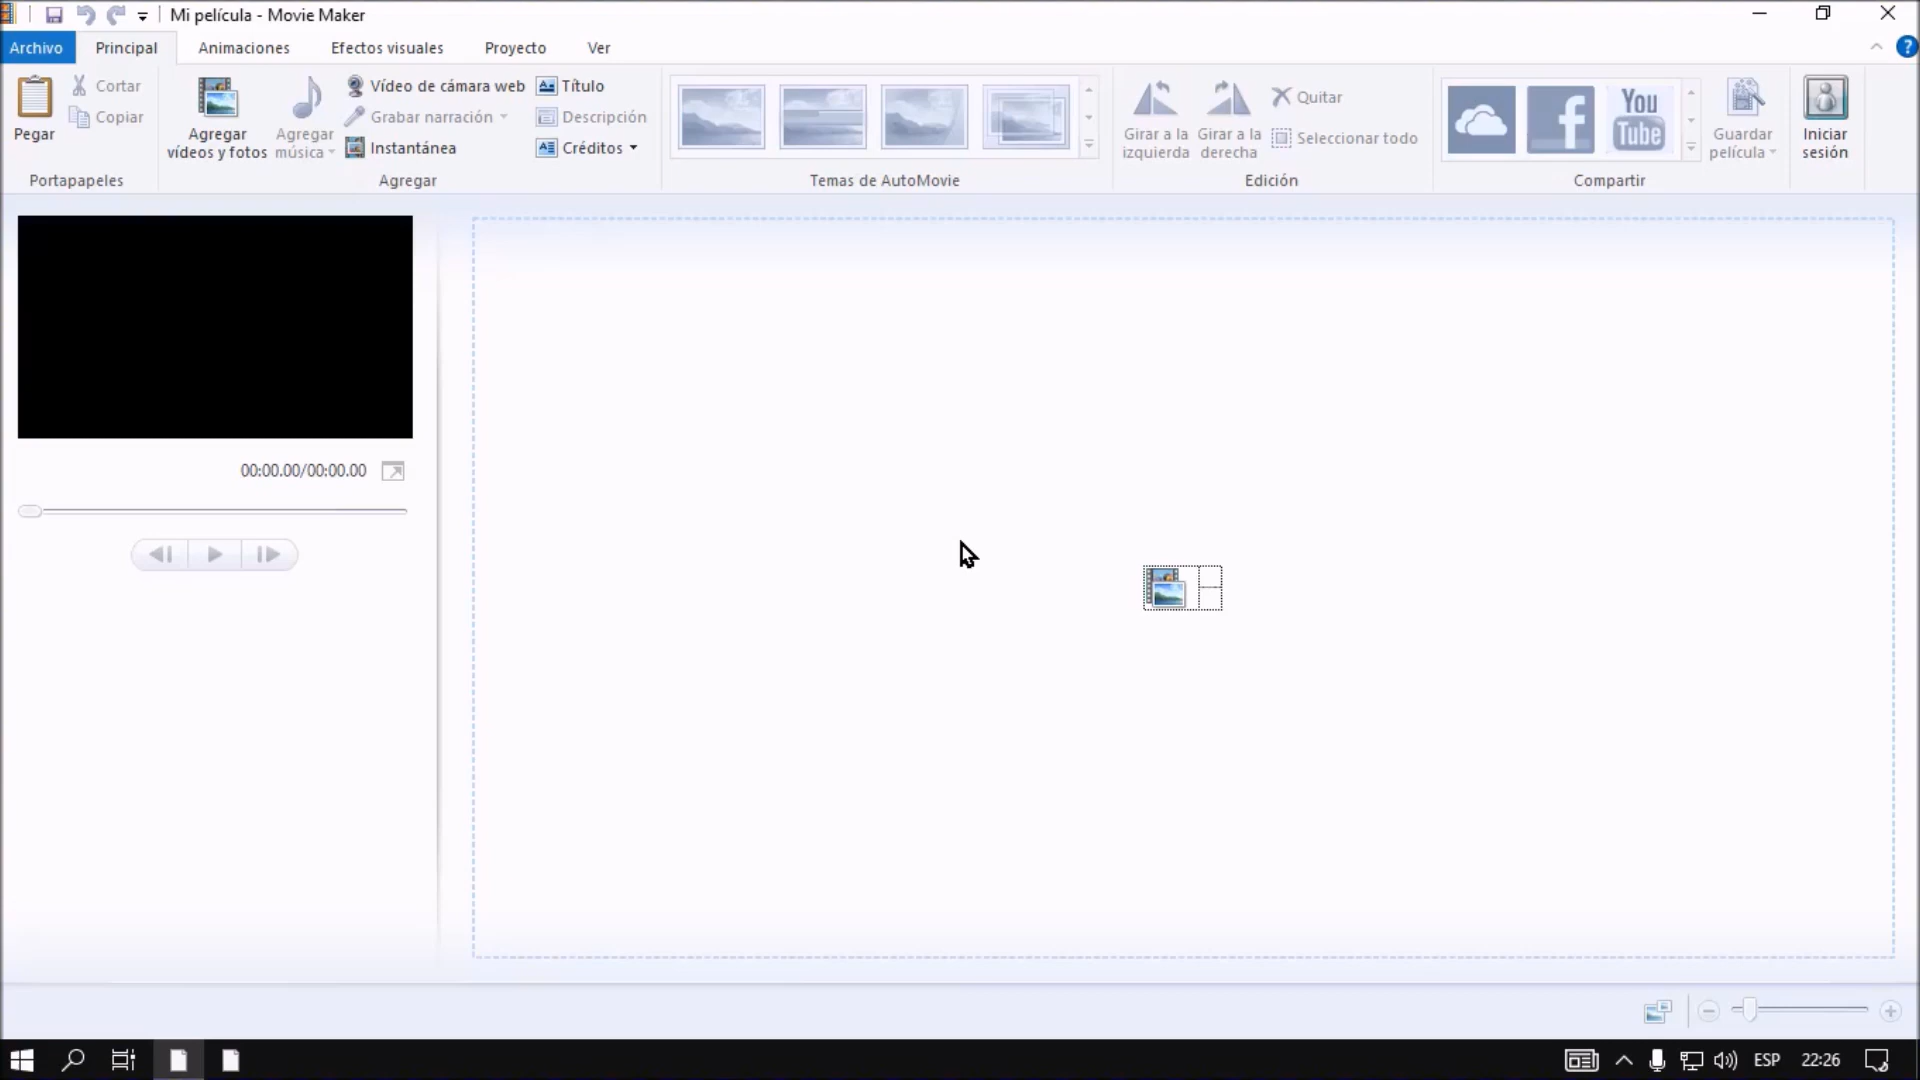 Mi película - Movie Maker
Archivo Principal Animaciones Efectos visuales Proyecto Ver
Pegar
Cortar
Copiar
Portapapeles
Agregar
vídeos y fotos
Agregar
música
Vídeo de cámara web
Grabar narración
Instantánea
Título
Descripción
Créditos
Agregar
Temas de AutoMovie
Girar a la
izquierda
Girar a la
derecha
Quitar
Seleccionar todo
Edición
You
Tube
Compartir
Guardar
película
Iniciar
sesión
00:00.00/00:00.00
ESP 22:26